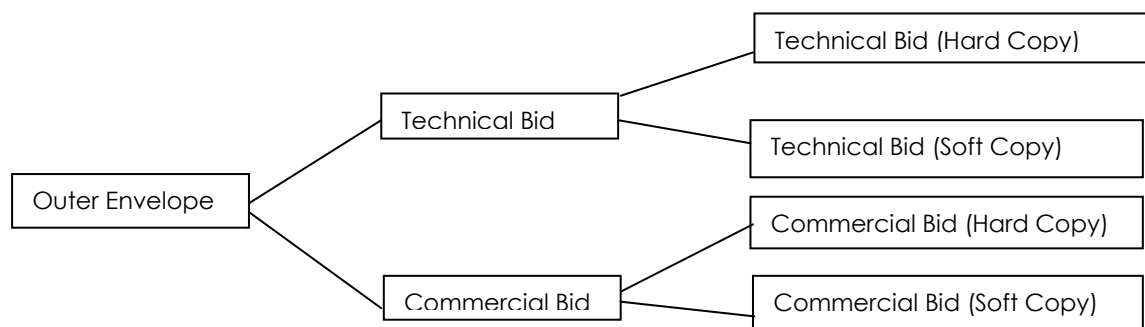 Technical Bid (Hard Copy)
Technical Bid
Technical Bid (Soft Copy)
Outer Envelope
Commercial Bid (Hard Copy)
Commercial Bid
Commercial Bid (Soft Copy)